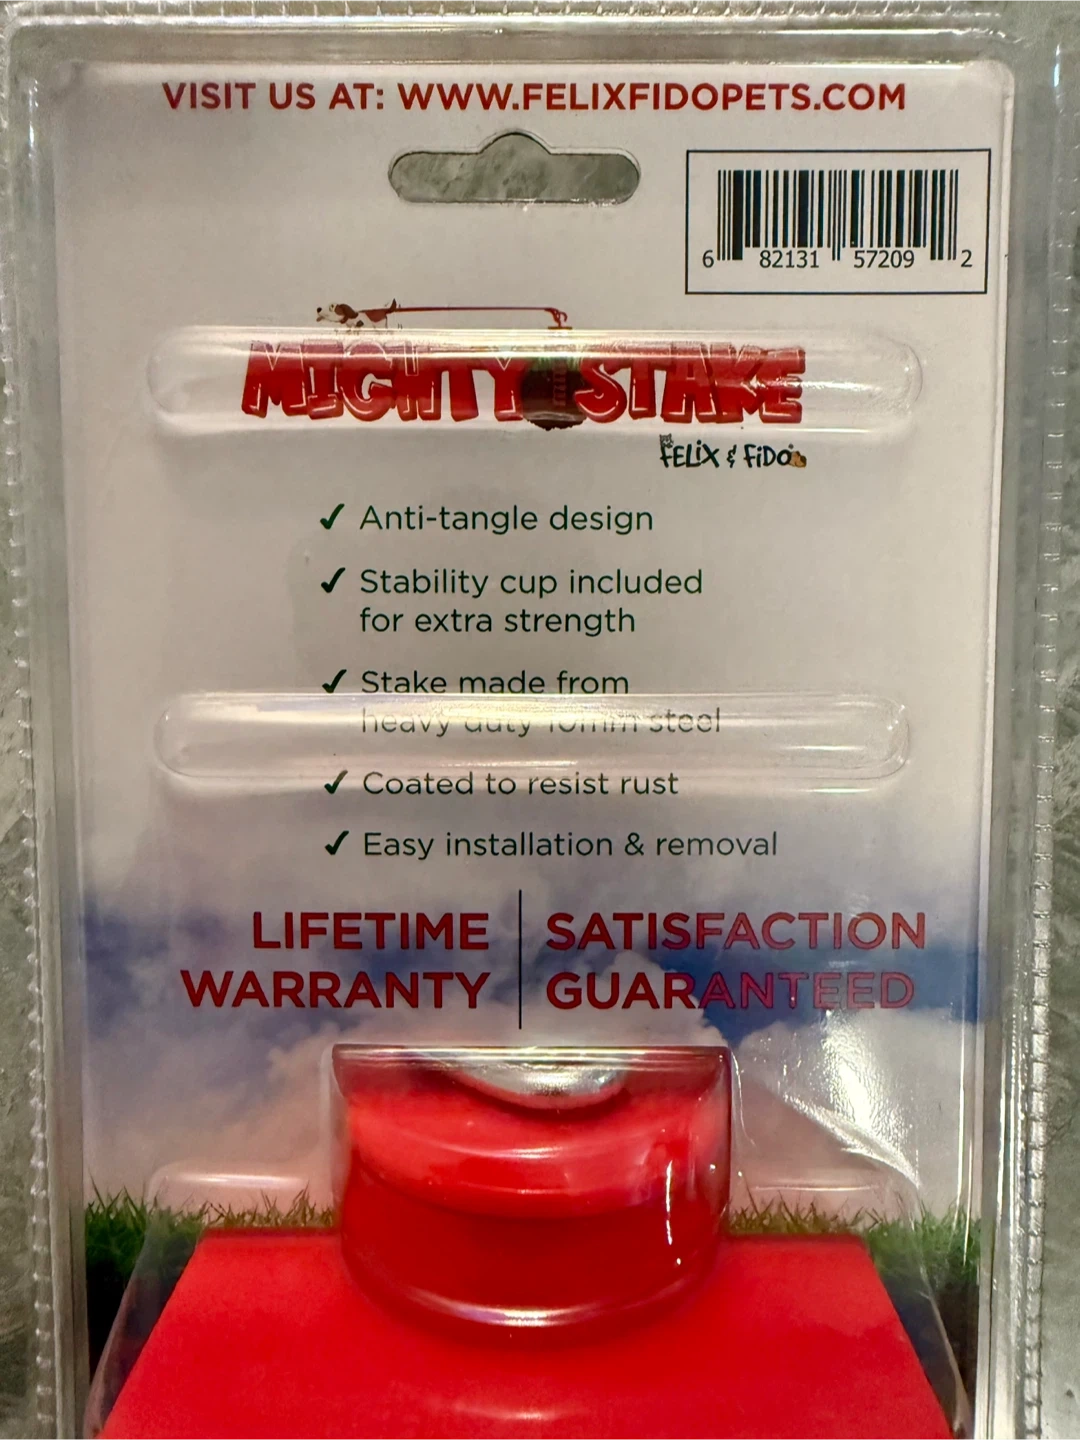 VISIT US AT: WWW.FELIXFIDOPETS.COM
6 82131 57209 2
MIGHTY STAKE
FELiX & FiDO
✓ Anti-tangle design
✓ Stability cup included
for extra strength
✓ Stake made from
heavy duty 10mm steel
✓ Coated to resist rust
✓ Easy installation & removal
LIFETIME
WARRANTY
SATISFACTION
GUARANTEED